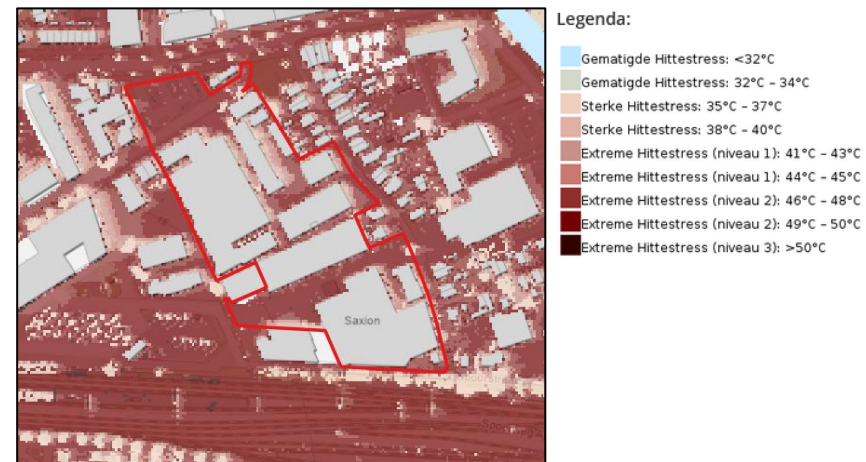 Legenda:
Gematigde Hittestress: <32°C
Gematigde Hittestress: 32°C – 34°C
Sterke Hittestress: 35°C – 37°C
Sterke Hittestress: 38°C – 40°C
Extreme Hittestress (niveau 1): 41°C – 43°C
Extreme Hittestress (niveau 1): 44°C – 45°C
Extreme Hittestress (niveau 2): 46°C – 48°C
Extreme Hittestress (niveau 2): 49°C – 50°C
Extreme Hittestress (niveau 3): >50°C
Saxion